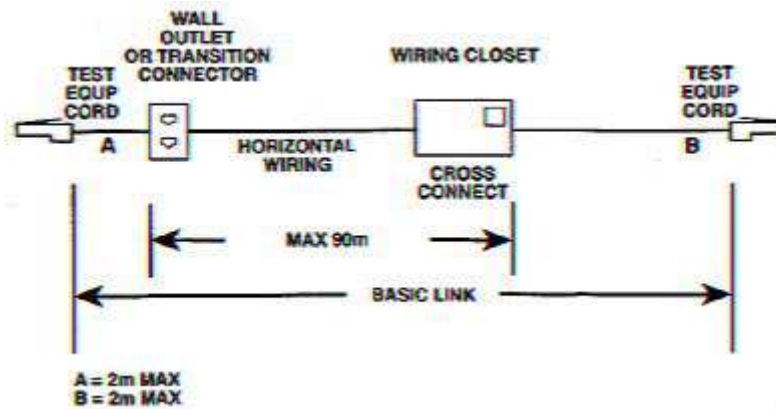 WALL
OUTLET
OR TRANSITION
CONNECTOR
WIRING CLOSET
TEST
EQUIP
CORD
TEST
EQUIP
CORD
A
HORIZONTAL
WIRING
CROSS
CONNECT
B
MAX 90m
BASIC LINK
A = 2m MAX
B = 2m MAX